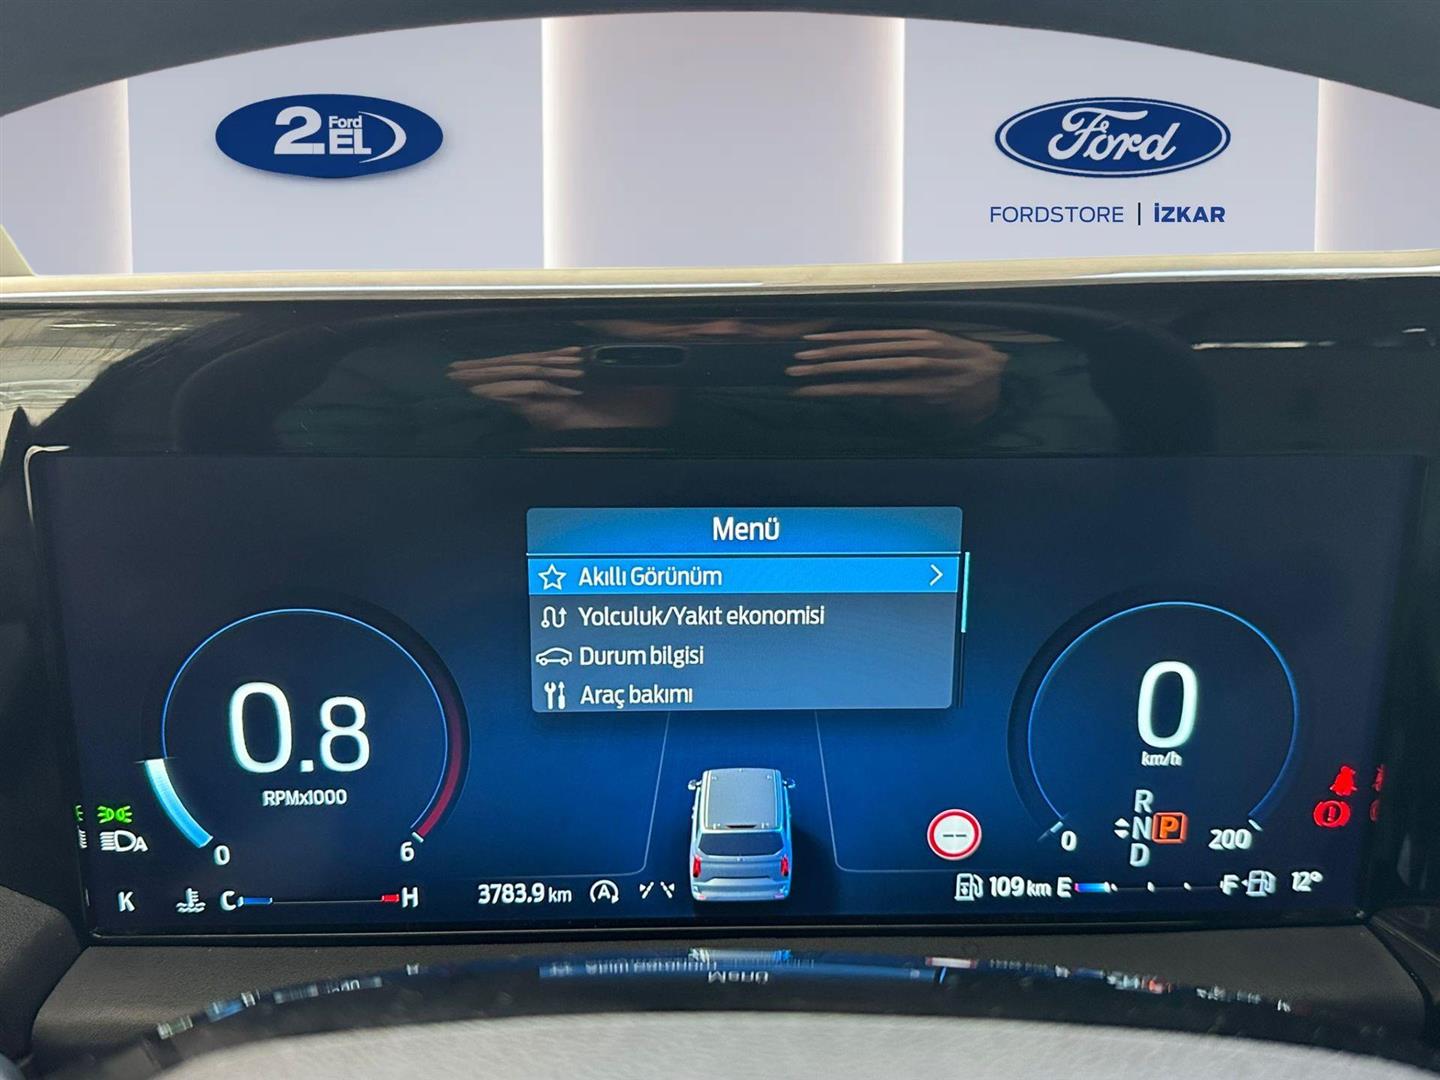 2
Ford
EL
Ford
FORDSTORE | İZKAR
Menü
Akıllı Görünüm
Yolculuk/Yakıt ekonomisi
Durum bilgisi
Araç bakımı
0.8
RPMx1000
0 6
0
km/h
R
N P
D
0 200
A
K C H
3783.9 km A
109 km E F 12°